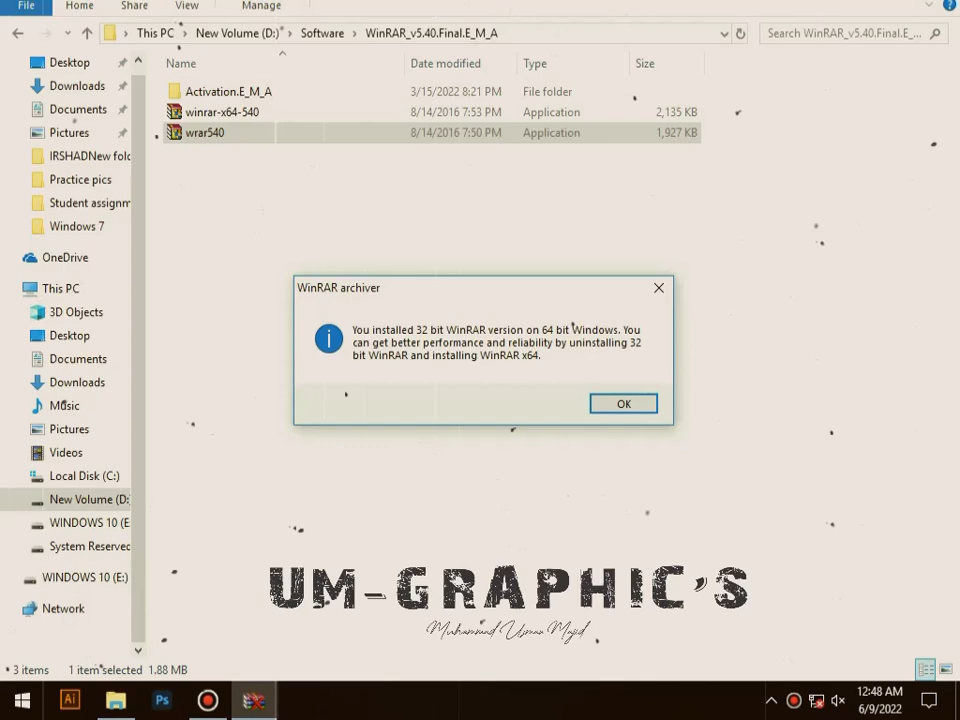 File Home Share View Manage
This PC New Volume (D:) Software WinRAR_v5.40.Final.E_M_A Search WinRAR_v5.40.Final.E_...
Name Date modified Type Size
Desktop
Downloads
Documents
Pictures
IRSHADNew fold
Practice pics
Student assignm
Windows 7
OneDrive
This PC
3D Objects
Desktop
Documents
Downloads
Music
Pictures
Videos
Local Disk (C:)
New Volume (D:
WINDOWS 10 (E
System Reserved
WINDOWS 10 (E:)
Network
Activation.E_M_A 3/15/2022 8:21 PM File folder
winrar-x64-540 8/14/2016 7:53 PM Application 2,135 KB
wrar540 8/14/2016 7:50 PM Application 1,927 KB
WinRAR archiver
You installed 32 bit WinRAR version on 64 bit Windows. You
can get better performance and reliability by uninstalling 32
bit WinRAR and installing WinRAR x64.
OK
UM-GRAPHIC'S
Muhammad Usman Majid
3 items 1 item selected 1.88 MB
Ai Ps
12:48 AM
6/9/2022